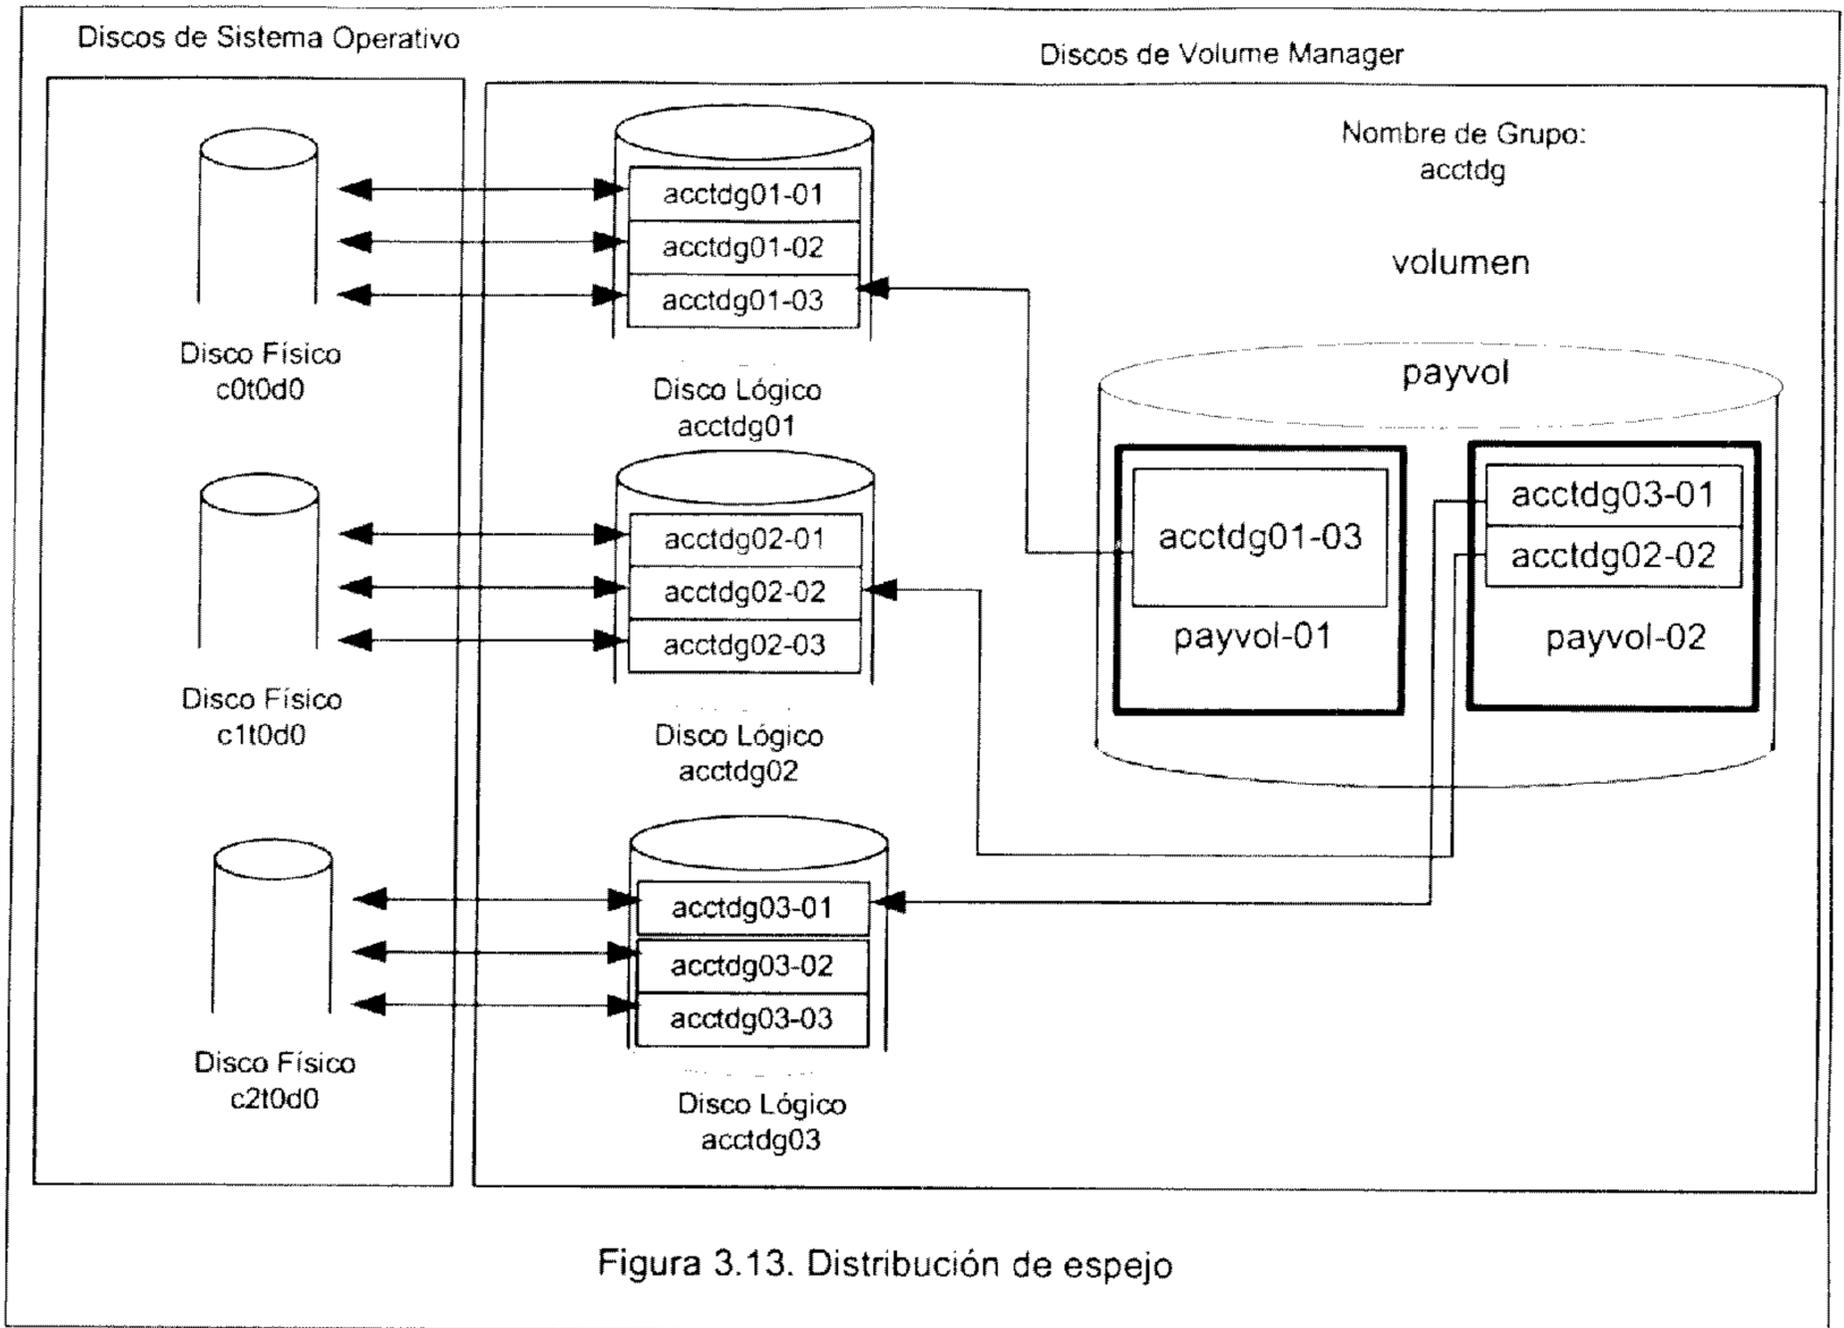 Discos de Sistema Operativo
Discos de Volume Manager
Nombre de Grupo:
acctdg
volumen
acctdg01-01
acctdg01-02
acctdg01-03
Disco Físico
c0t0d0
Disco Lógico
acctdg01
payvol
acctdg01-03
payvol-01
acctdg03-01
acctdg02-02
payvol-02
acctdg02-01
acctdg02-02
acctdg02-03
Disco Físico
c1t0d0
Disco Lógico
acctdg02
acctdg03-01
acctdg03-02
acctdg03-03
Disco Físico
c2t0d0
Disco Lógico
acctdg03
Figura 3.13. Distribución de espejo